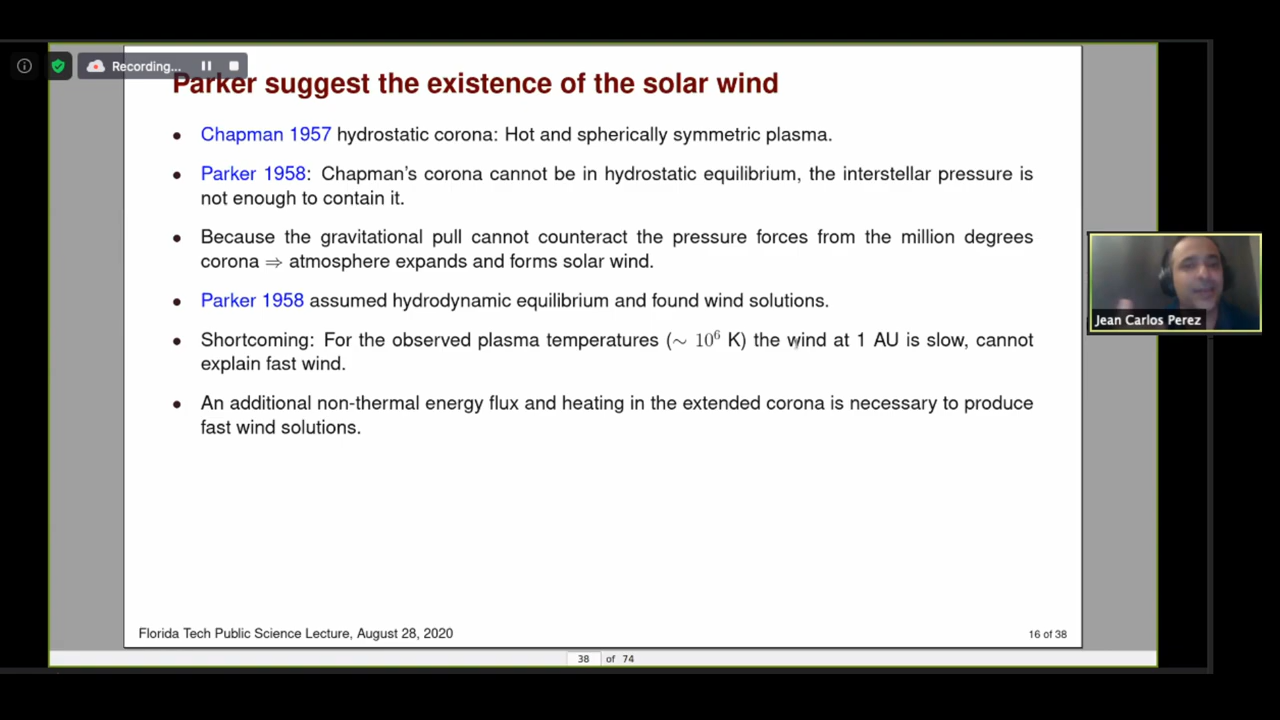 Recording...
Parker suggest the existence of the solar wind
• Chapman 1957 hydrostatic corona: Hot and spherically symmetric plasma.
• Parker 1958: Chapman's corona cannot be in hydrostatic equilibrium, the interstellar pressure is
not enough to contain it.
• Because the gravitational pull cannot counteract the pressure forces from the million degrees
corona ⇒ atmosphere expands and forms solar wind.
• Parker 1958 assumed hydrodynamic equilibrium and found wind solutions.
• Shortcoming: For the observed plasma temperatures (∼ 10⁶ K) the wind at 1 AU is slow, cannot
explain fast wind.
• An additional non-thermal energy flux and heating in the extended corona is necessary to produce
fast wind solutions.
Jean Carlos Perez
Florida Tech Public Science Lecture, August 28, 2020
16 of 38
38 of 74